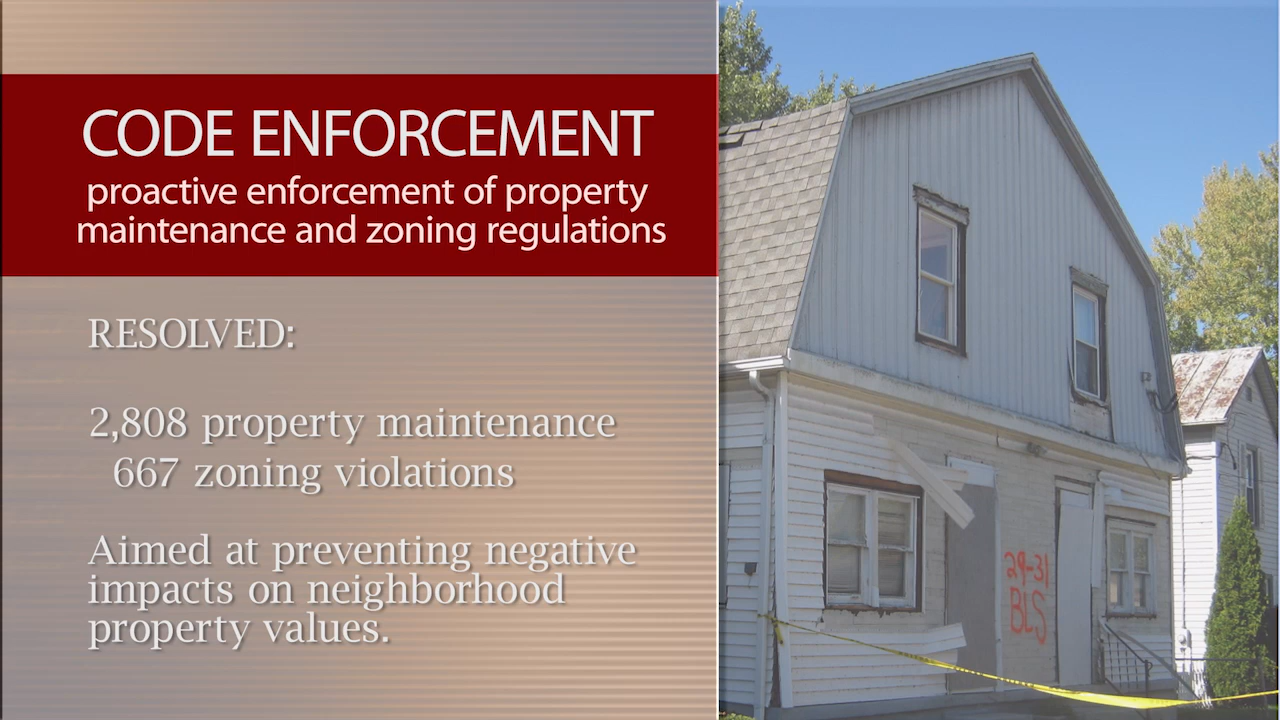 CODE ENFORCEMENT
proactive enforcement of property
maintenance and zoning regulations
RESOLVED:
2,808 property maintenance
667 zoning violations
Aimed at preventing negative
impacts on neighborhood
property values.
29-31
BLS